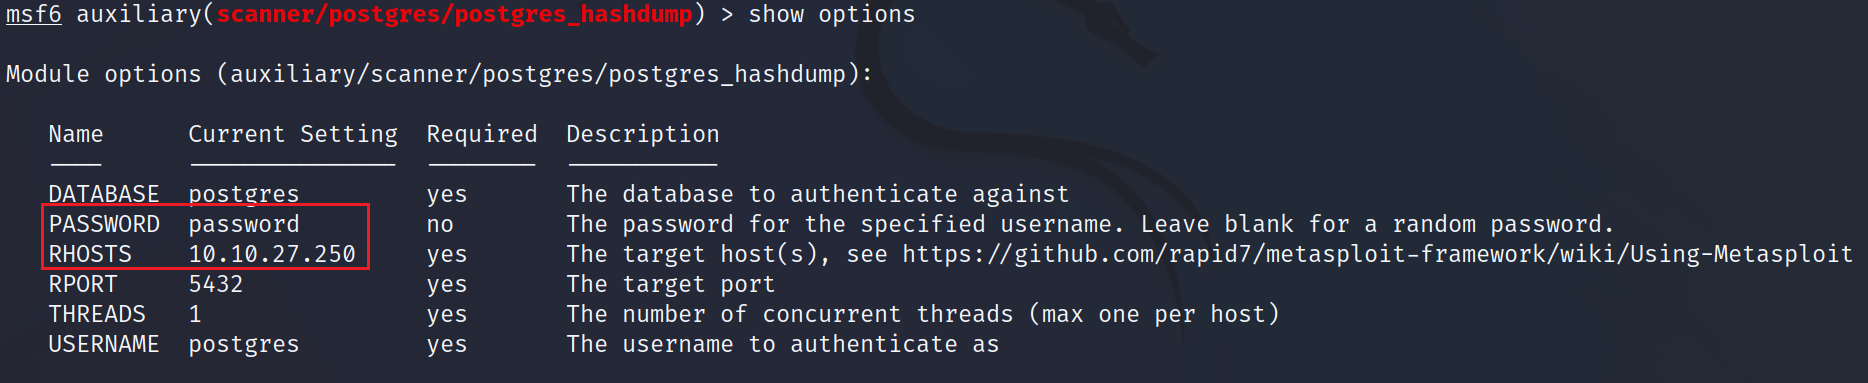 msf6 auxiliary(scanner/postgres/postgres_hashdump) > show options
Module options (auxiliary/scanner/postgres/postgres_hashdump):
Name Current Setting Required Description
DATABASE postgres yes The database to authenticate against
PASSWORD password no The password for the specified username. Leave blank for a random password.
RHOSTS 10.10.27.250 yes The target host(s), see https://github.com/rapid7/metasploit-framework/wiki/Using-Metasploit
RPORT 5432 yes The target port
THREADS 1 yes The number of concurrent threads (max one per host)
USERNAME postgres yes The username to authenticate as